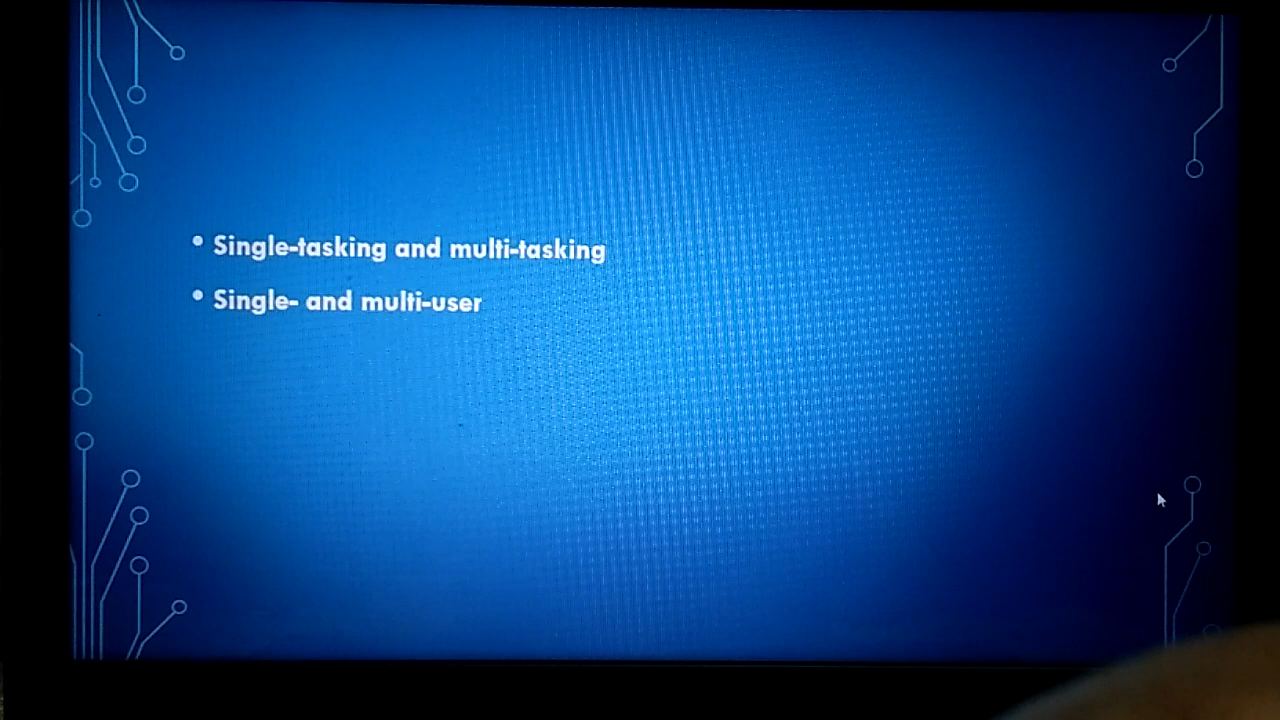 • Single-tasking and multi-tasking
• Single- and multi-user